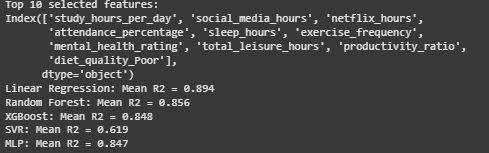 Top 10 selected features:
Index(['study_hours_per_day', 'social_media_hours', 'netflix_hours',
'attendance_percentage', 'sleep_hours', 'exercise_frequency',
'mental_health_rating', 'total_leisure_hours', 'productivity_ratio',
'diet_quality_Poor'],
dtype='object')
Linear Regression: Mean R2 = 0.894
Random Forest: Mean R2 = 0.856
XGBoost: Mean R2 = 0.848
SVR: Mean R2 = 0.619
MLP: Mean R2 = 0.847